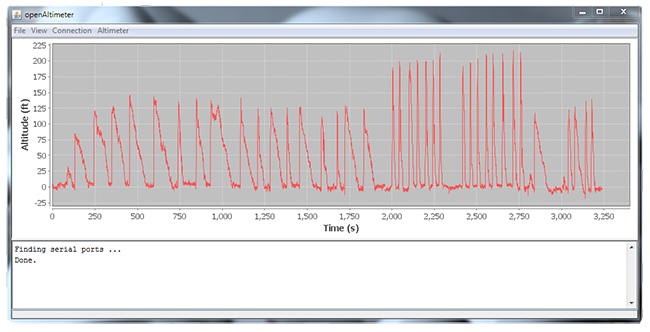 openAltimeter
File View Connection Altimeter
Altitude (ft)
225
200
175
150
125
100
75
50
25
0
-25
0 250 500 750 1,000 1,250 1,500 1,750 2,000 2,250 2,500 2,750 3,000 3,250
Time (s)
Finding serial ports ...
Done.